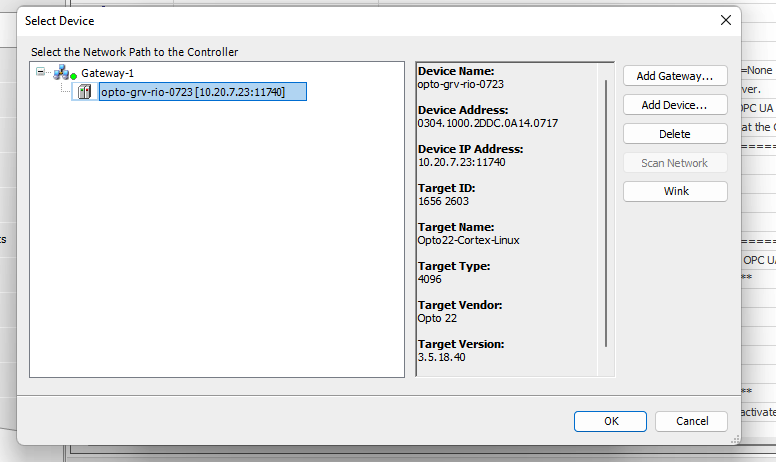 Select Device
Select the Network Path to the Controller
Gateway-1
opto-grv-rio-0723 [10.20.7.23:11740]
Device Name:
opto-grv-rio-0723
Device Address:
0304.1000.2DDC.0A14.0717
Device IP Address:
10.20.7.23:11740
Target ID:
1656 2603
Target Name:
Opto22-Cortex-Linux
Target Type:
4096
Target Vendor:
Opto 22
Target Version:
3.5.18.40
Add Gateway...
Add Device...
Delete
Scan Network
Wink
OK
Cancel
=None
ver.
OPC UA
at the C
=====
ts
=====
OPC UA
**
**
activate